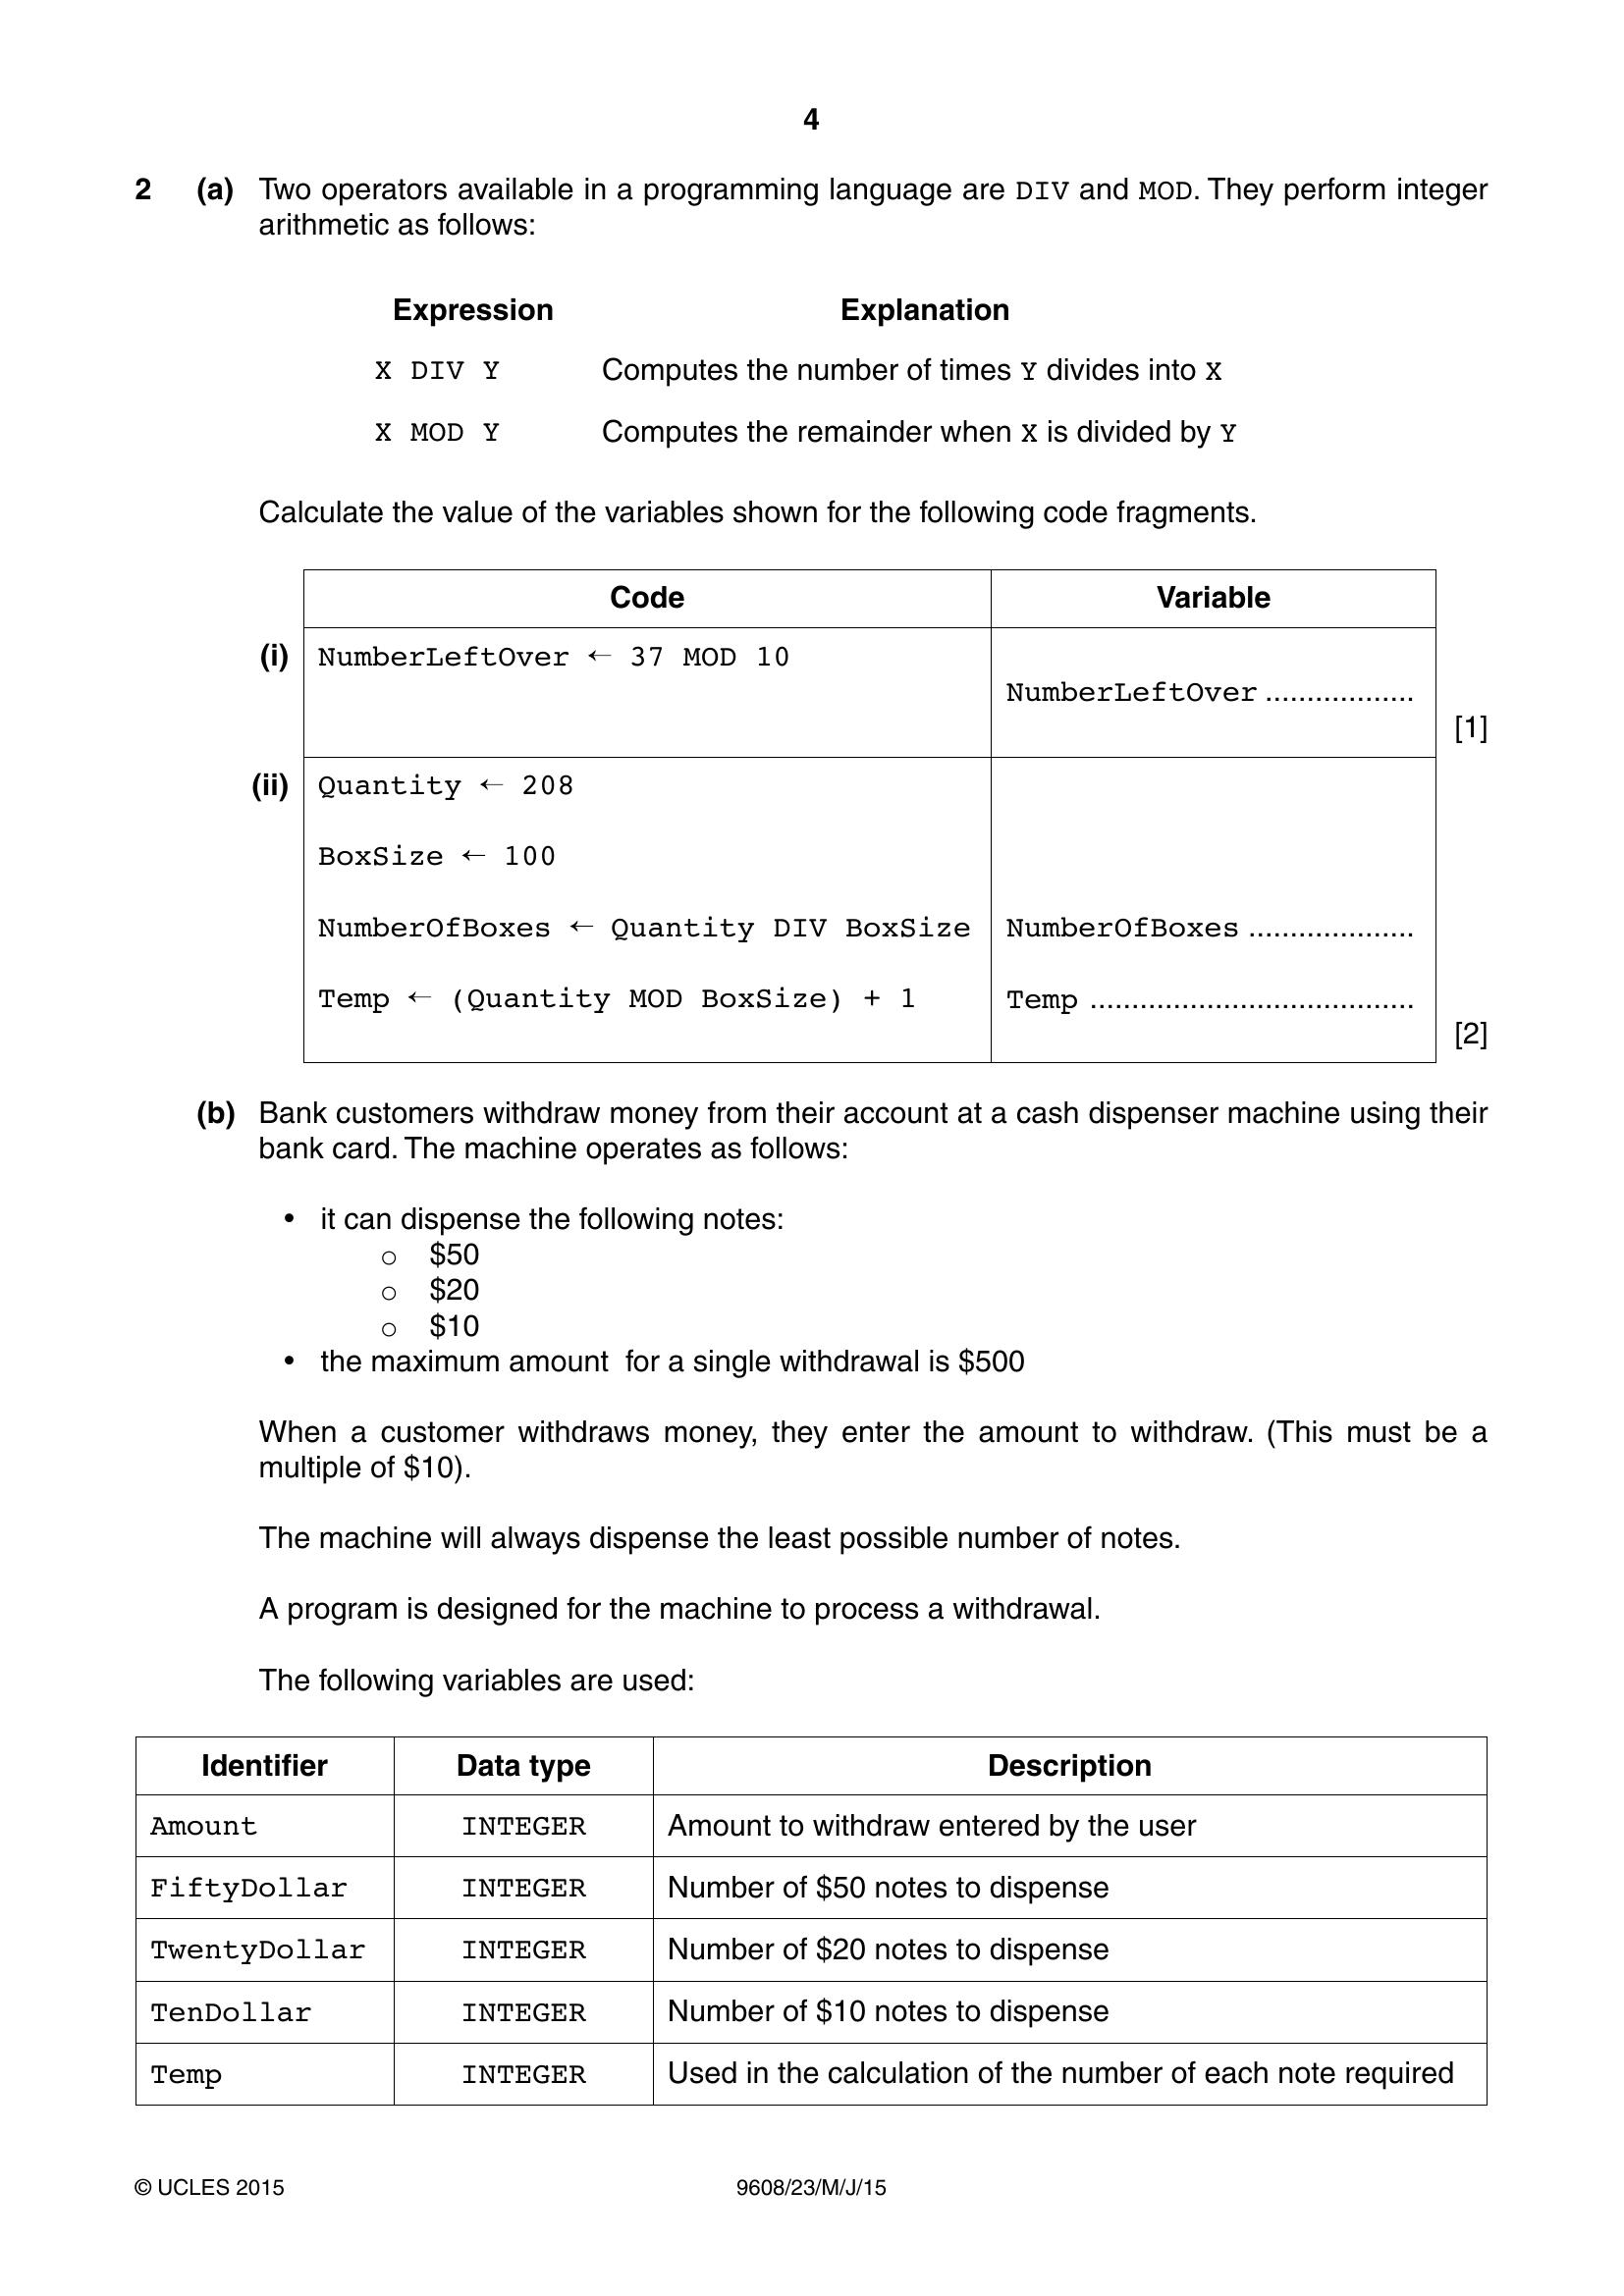 4
2 (a) Two operators available in a programming language are DIV and MOD. They perform integer
arithmetic as follows:
Expression Explanation
X DIV Y Computes the number of times Y divides into X
X MOD Y Computes the remainder when X is divided by Y
Calculate the value of the variables shown for the following code fragments.
Code Variable
(i) NumberLeftOver ← 37 MOD 10
NumberLeftOver ..................
[1]
(ii) Quantity ← 208
BoxSize ← 100
NumberOfBoxes ← Quantity DIV BoxSize NumberOfBoxes ....................
Temp ← (Quantity MOD BoxSize) + 1 Temp .......................................
[2]
(b) Bank customers withdraw money from their account at a cash dispenser machine using their
bank card. The machine operates as follows:
• it can dispense the following notes:
○ $50
○ $20
○ $10
• the maximum amount for a single withdrawal is $500
When a customer withdraws money, they enter the amount to withdraw. (This must be a
multiple of $10).
The machine will always dispense the least possible number of notes.
A program is designed for the machine to process a withdrawal.
The following variables are used:
Identifier Data type Description
Amount INTEGER Amount to withdraw entered by the user
FiftyDollar INTEGER Number of $50 notes to dispense
TwentyDollar INTEGER Number of $20 notes to dispense
TenDollar INTEGER Number of $10 notes to dispense
Temp INTEGER Used in the calculation of the number of each note required
© UCLES 2015 9608/23/M/J/15